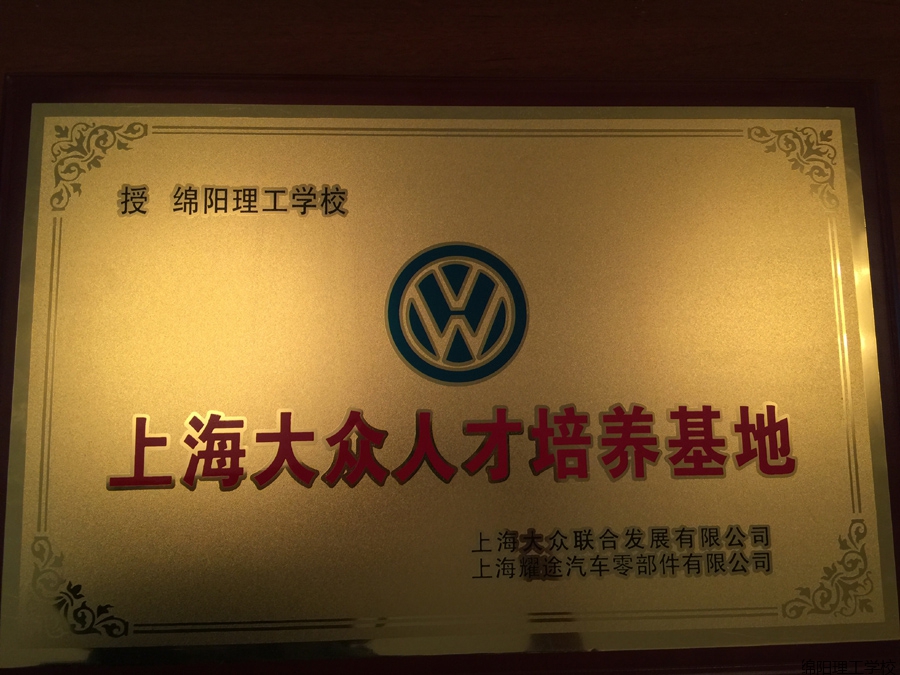 授 绵阳理工学校
上海大众人才培养基地
上海大众联合发展有限公司
上海耀途汽车零部件有限公司
绵阳理工学校